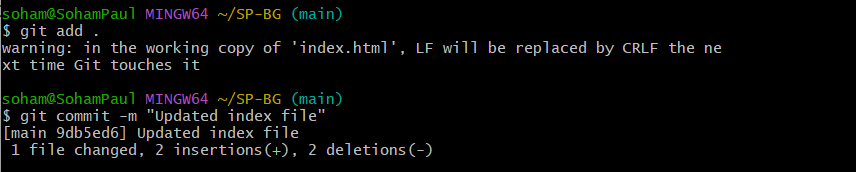 soham@SohamPaul MINGW64 ~/SP-BG (main)
$ git add .
warning: in the working copy of 'index.html', LF will be replaced by CRLF the ne
xt time Git touches it
soham@SohamPaul MINGW64 ~/SP-BG (main)
$ git commit -m "Updated index file"
[main 9db5ed6] Updated index file
 1 file changed, 2 insertions(+), 2 deletions(-)